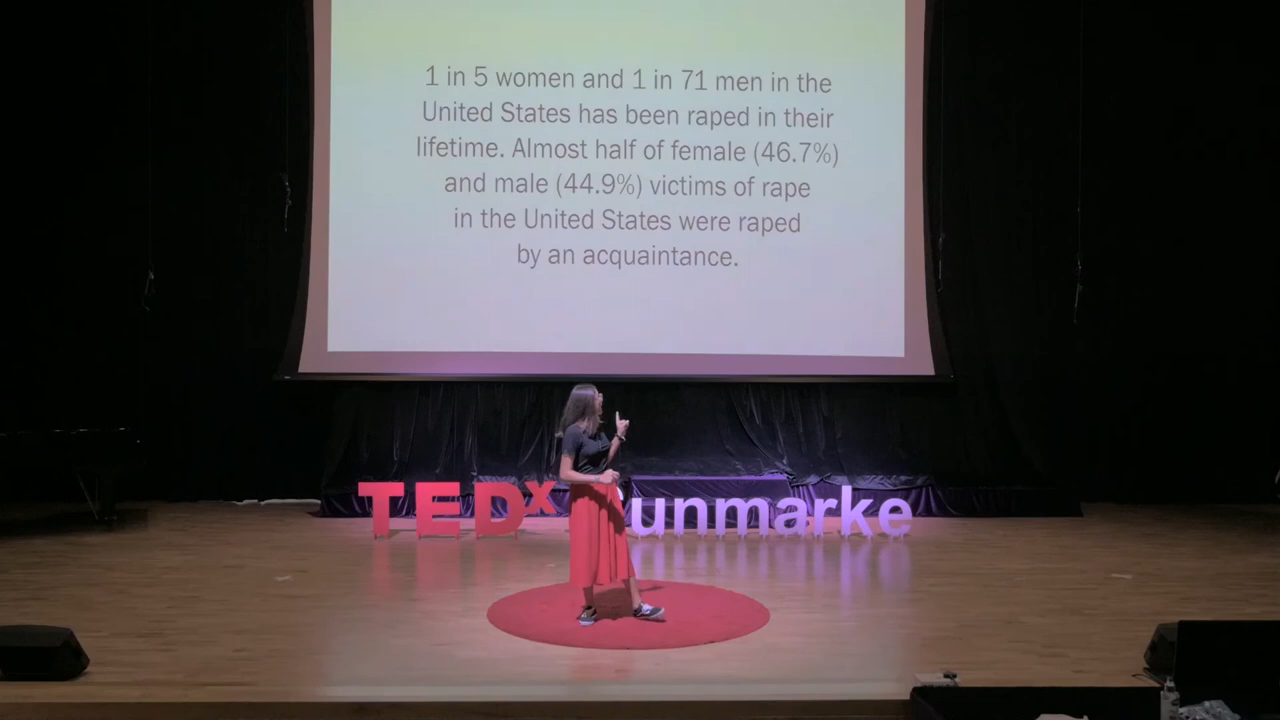 1 in 5 women and 1 in 71 men in the
United States has been raped in their
lifetime. Almost half of female (46.7%)
and male (44.9%) victims of rape
in the United States were raped
by an acquaintance.
TEDx unmarke